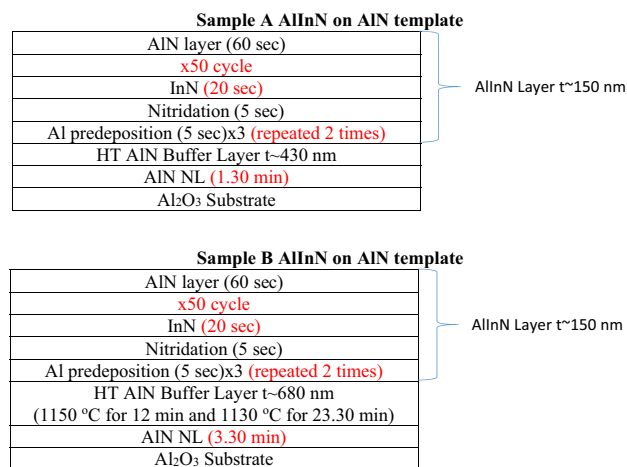 Sample A AlInN on AlN template
AlN layer (60 sec)
x50 cycle
InN (20 sec)
Nitridation (5 sec)
Al predeposition (5 sec)x3 (repeated 2 times)
HT AlN Buffer Layer t~430 nm
AlN NL (1.30 min)
Al₂O₃ Substrate
AlInN Layer t~150 nm
Sample B AlInN on AlN template
AlN layer (60 sec)
x50 cycle
InN (20 sec)
Nitridation (5 sec)
Al predeposition (5 sec)x3 (repeated 2 times)
HT AlN Buffer Layer t~680 nm
(1150 °C for 12 min and 1130 °C for 23.30 min)
AlN NL (3.30 min)
Al₂O₃ Substrate
AlInN Layer t~150 nm